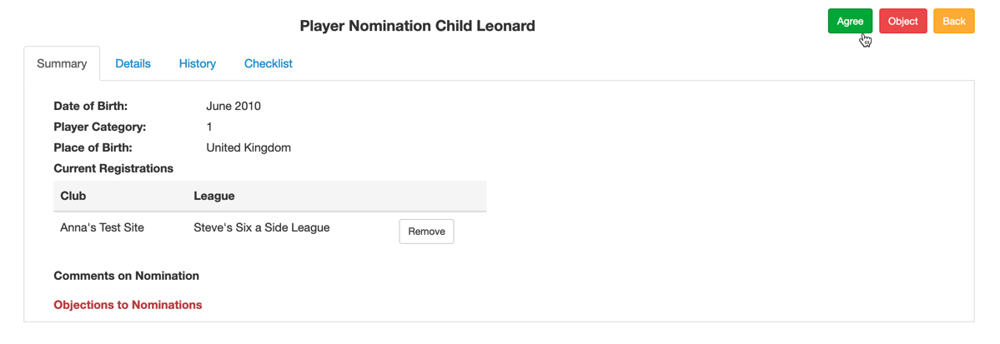 Player Nomination Child Leonard
Agree
Object
Back
Summary
Details
History
Checklist
Date of Birth: June 2010
Player Category: 1
Place of Birth: United Kingdom
Current Registrations
Club League
Anna's Test Site Steve's Six a Side League Remove
Comments on Nomination
Objections to Nominations